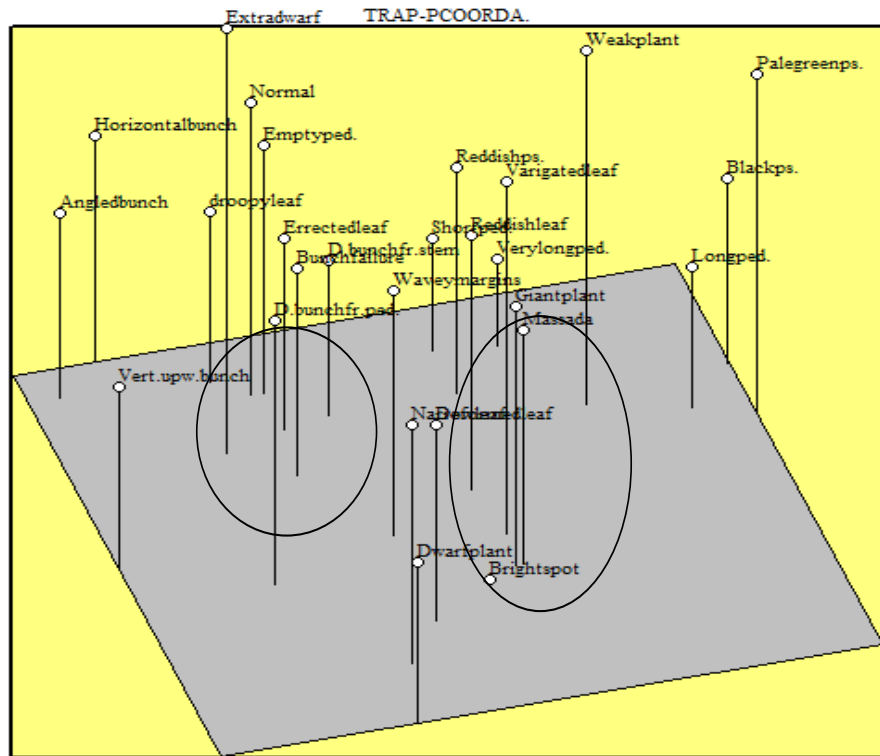 Extradwarf
TRAP-PCOORDA.
Weakplant
Palegreenps.
Normal
Horizontalbunch
Emptyped.
Reddishps.
Varigatedleaf
Blackps.
Angledbunch
droopyleaf
Errectedleaf
Shortped.
Reddishleaf
D.bunchfr.stem
Bunchfailure
Verylongped.
Longped.
Waveymargins
Giantplant
D.bunchfr.ped.
Massada
Vert.upw.bunch
Dwarfplant
Brightspot